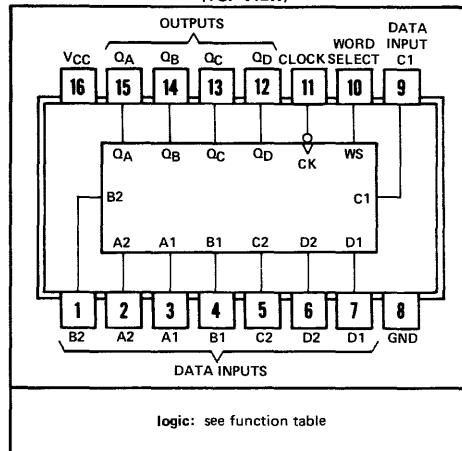 (TOP VIEW)
OUTPUTS
DATA
WORD INPUT
VCC QA QB QC QD CLOCK SELECT C1
16 15 14 13 12 11 10 9
QA QB QC QD CK WS
B2 C1
A2 A1 B1 C2 D2 D1
1 2 3 4 5 6 7 8
B2 A2 A1 B1 C2 D2 D1 GND
DATA INPUTS
logic: see function table